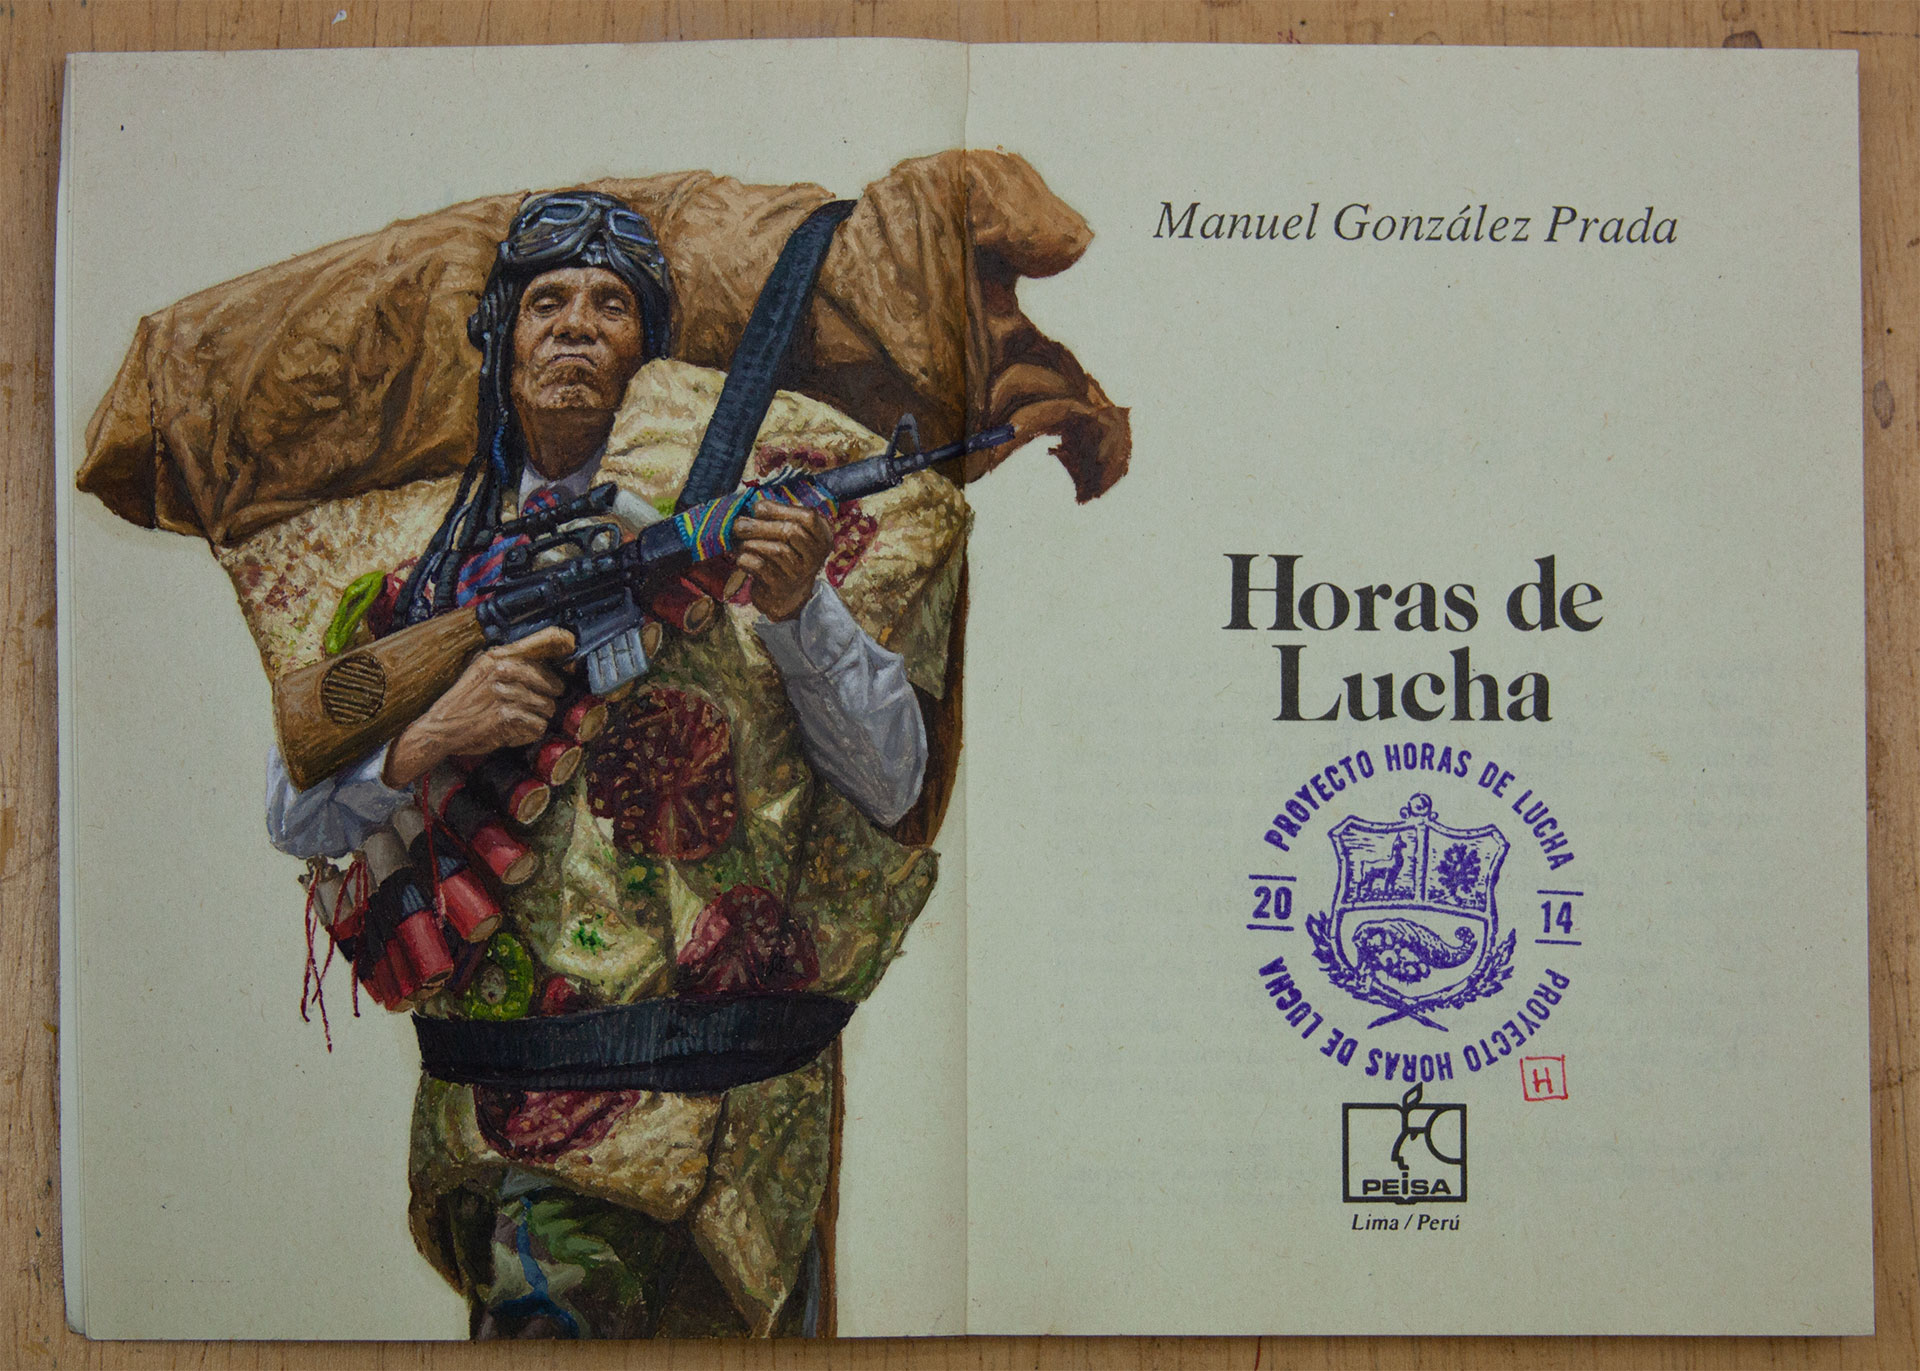 Manuel González Prada
Horas de
Lucha
PROYECTO HORAS DE LUCHA
20
14
PROYECTO HORAS DE LUCHA
H
PEISA
Lima / Perú